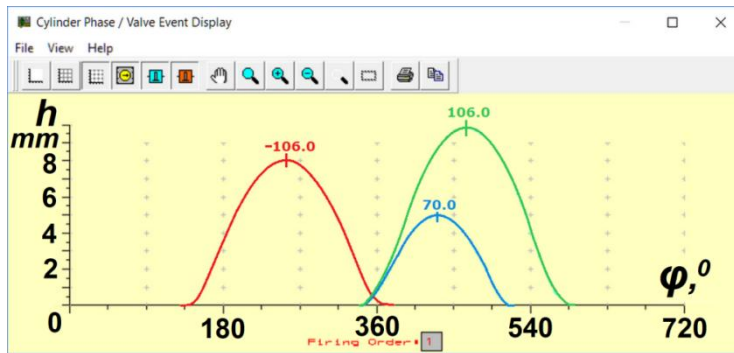 Cylinder Phase / Valve Event Display
File View Help
h
mm
8
6
4
2
0
-106.0
106.0
70.0
180
360
540
720
φ,⁰
Firing Order: 1